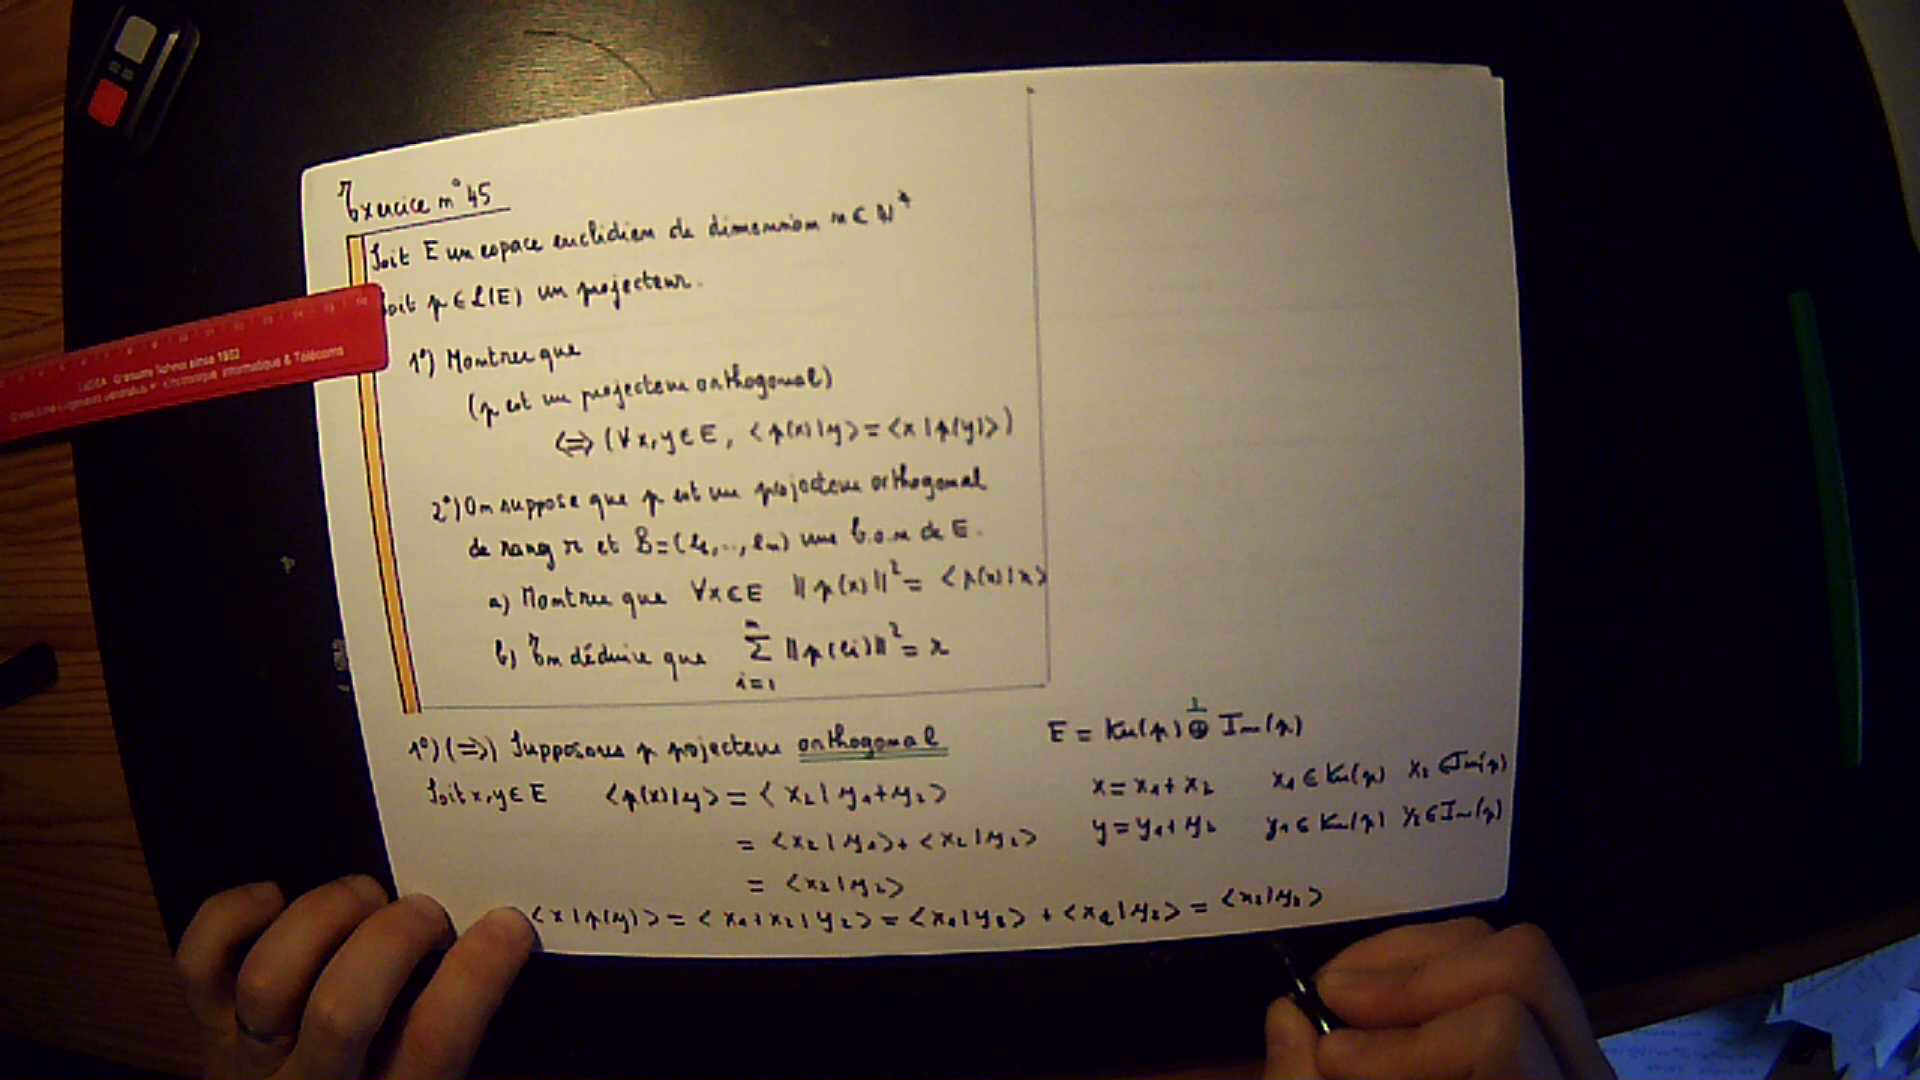 Exercice n° 45
Soit E un espace euclidien de dimension n ∈ N*
Soit p ∈ L(E) un projecteur.
1°) Montrer que
(p est un projecteur orthogonal)
⟺ (∀x,y ∈ E, <p(x)|y> = <x|p(y)>)
2°) On suppose que p est un projecteur orthogonal
de rang r et B = (e₁,..,eₙ) une b.o.n de E.
a) Montrer que ∀x ∈ E ||p(x)||² = <p(x)|x>
b) En déduire que ∑ᵢ₌₁ⁿ ||p(eᵢ)||² = r
1°) (⟹) Supposons p projecteur orthogonal E = Ker(p) ⊕⊥ Im(p)
Soit x,y ∈ E <p(x)|y> = <x₂|y₁+y₂> x = x₁+x₂ x₁ ∈ Ker(p) x₂ ∈ Im(p)
= <x₂|y₁> + <x₂|y₂> y = y₁+y₂ y₁ ∈ Ker(p) y₂ ∈ Im(p)
= <x₂|y₂>
<x|p(y)> = <x₁+x₂|y₂> = <x₁|y₂> + <x₂|y₂> = <x₂|y₂>